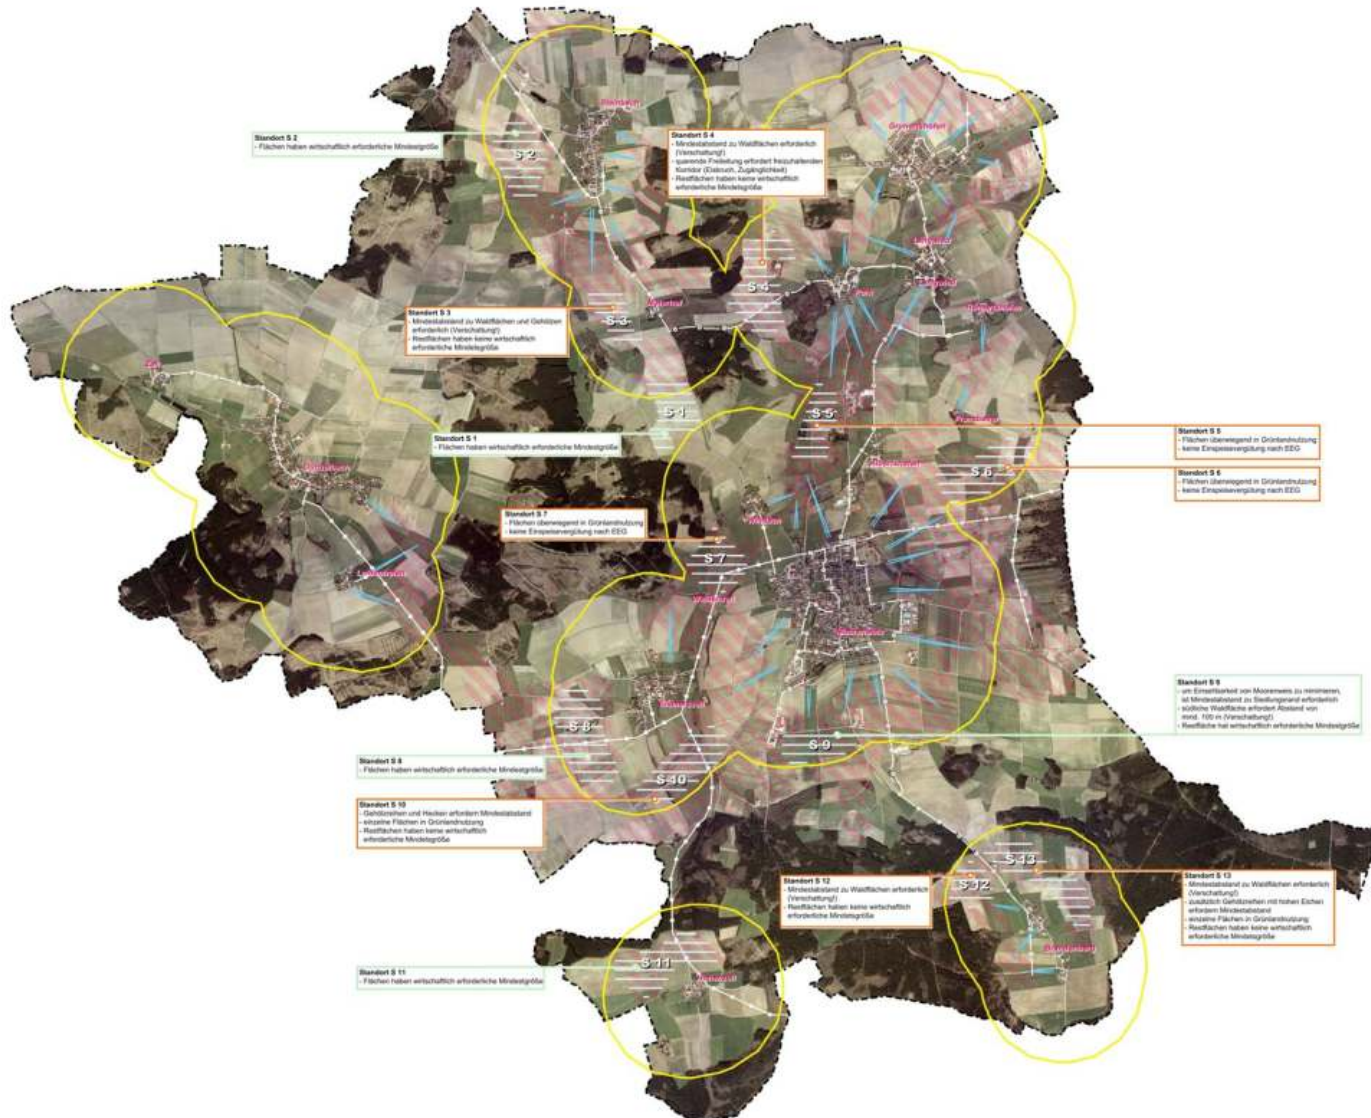 Standort S 2
- Flächen haben wirtschaftlich erforderliche Mindestgröße
S 2
Steinbach
Standort S 4
- Mindestabstand zu Waldflächen erforderlich
(Verschattung!)
- querende Freileitung erfordert freizuhaltenden
Korridor (Eisbruch, Zugänglichkeit)
- Restflächen haben keine wirtschaftlich
erforderliche Mindetsgröße
S 4
Standort S 3
- Mindestabstand zu Waldflächen und Gehölzen
erforderlich (Verschattung!)
- Restflächen haben keine wirtschaftlich
erforderliche Mindetsgröße
S 3
S 1
Standort S 1
- Flächen haben wirtschaftlich erforderliche Mindestgröße
S 5
Standort S 5
- Flächen überwiegend in Grünlandnutzung
- keine Einspeisevergütung nach EEG
S 6
Standort S 6
- Flächen überwiegend in Grünlandnutzung
- keine Einspeisevergütung nach EEG
Standort S 7
- Flächen überwiegend in Grünlandnutzung
- keine Einspeisevergütung nach EEG
S 7
- um Einsehbarkeit von Moorenweis zu minimieren,
ist Mindestabstand zu Siedlungsrand erforderlich
- südliche Waldfläche erfordert Abstand von
mind. 100 m (Verschattung!)
- Restfläche hat wirtschaftlich erforderliche Mindestgröße
S 8
S 9
Standort S 8
- Flächen haben wirtschaftlich erforderliche Mindestgröße
S 10
Standort S 10
- Gehölzreihen und Hecken erfordern Mindestabstand
- einzelne Flächen in Grünlandnutzung
- Restflächen haben keine wirtschaftlich
erforderliche Mindetsgröße
S 13
S 12
Standort S 12
- Mindestabstand zu Waldflächen erforderlich
(Verschattung!)
- Restflächen haben keine wirtschaftlich
erforderliche Mindetsgröße
Standort S 13
- Mindestabstand zu Waldflächen erforderlich
(Verschattung!)
- zusätzlich Gehölzreihen mit hohen Eichen
erfordern Mindestabstand
- einzelne Flächen in Grünlandnutzung
- Restflächen haben keine wirtschaftlich
erforderliche Mindetsgröße
S 11
Standort S 11
- Flächen haben wirtschaftlich erforderliche Mindestgröße